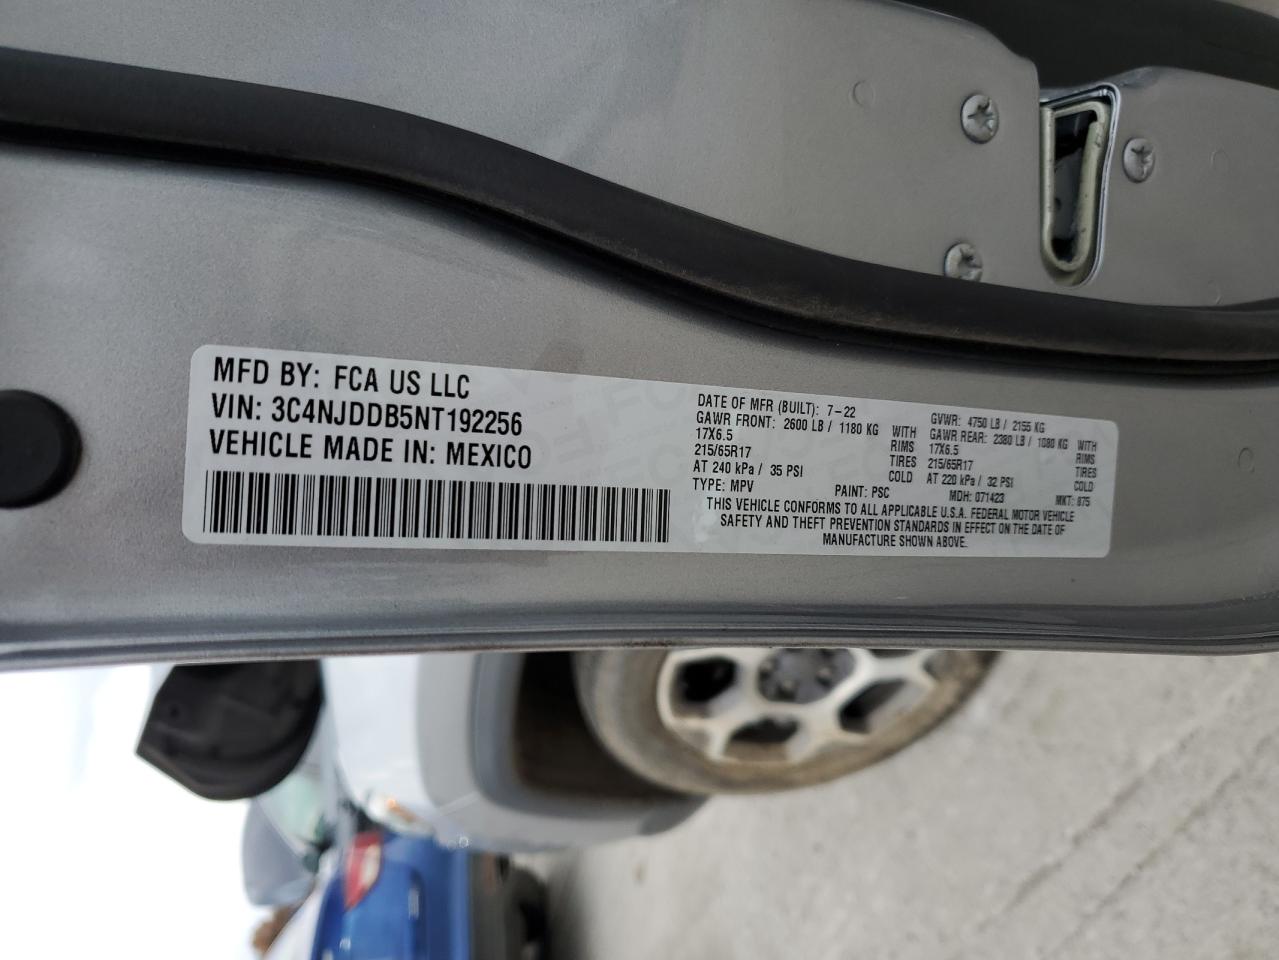 MFD BY: FCA US LLC
VIN: 3C4NJDDB5NT192256
VEHICLE MADE IN: MEXICO
DATE OF MFR (BUILT): 7-22 GVWR: 4750 LB / 2155 KG
GAWR FRONT: 2600 LB / 1180 KG WITH GAWR REAR: 2380 LB / 1080 KG WITH
17X6.5 RIMS 17X6.5 RIMS
215/65R17 TIRES 215/65R17 TIRES
AT 240 kPa / 35 PSI COLD AT 220 kPa / 32 PSI COLD
TYPE: MPV PAINT: PSC MDH: 071423 MKT: 875
THIS VEHICLE CONFORMS TO ALL APPLICABLE U.S.A. FEDERAL MOTOR VEHICLE
SAFETY AND THEFT PREVENTION STANDARDS IN EFFECT ON THE DATE OF
MANUFACTURE SHOWN ABOVE.